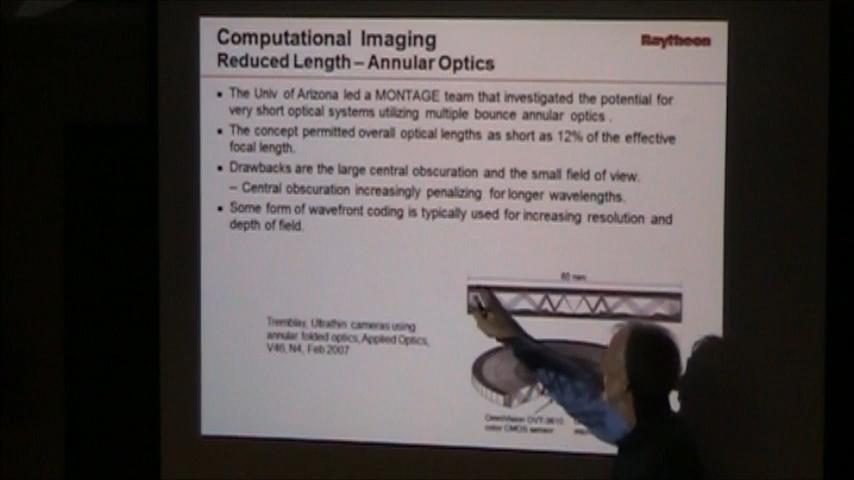 Computational Imaging
Raytheon
Reduced Length – Annular Optics
• The Univ of Arizona led a MONTAGE team that investigated the potential for
very short optical systems utilizing multiple bounce annular optics .
• The concept permitted overall optical lengths as short as 12% of the effective
focal length.
• Drawbacks are the large central obscuration and the small field of view.
– Central obscuration increasingly penalizing for longer wavelengths.
• Some form of wavefront coding is typically used for increasing resolution and
depth of field.
60 mm
Tremblay, Ultrathin cameras using
annular folded optics, Applied Optics,
V46, N4, Feb 2007
OmniVision
color CMOS sensor